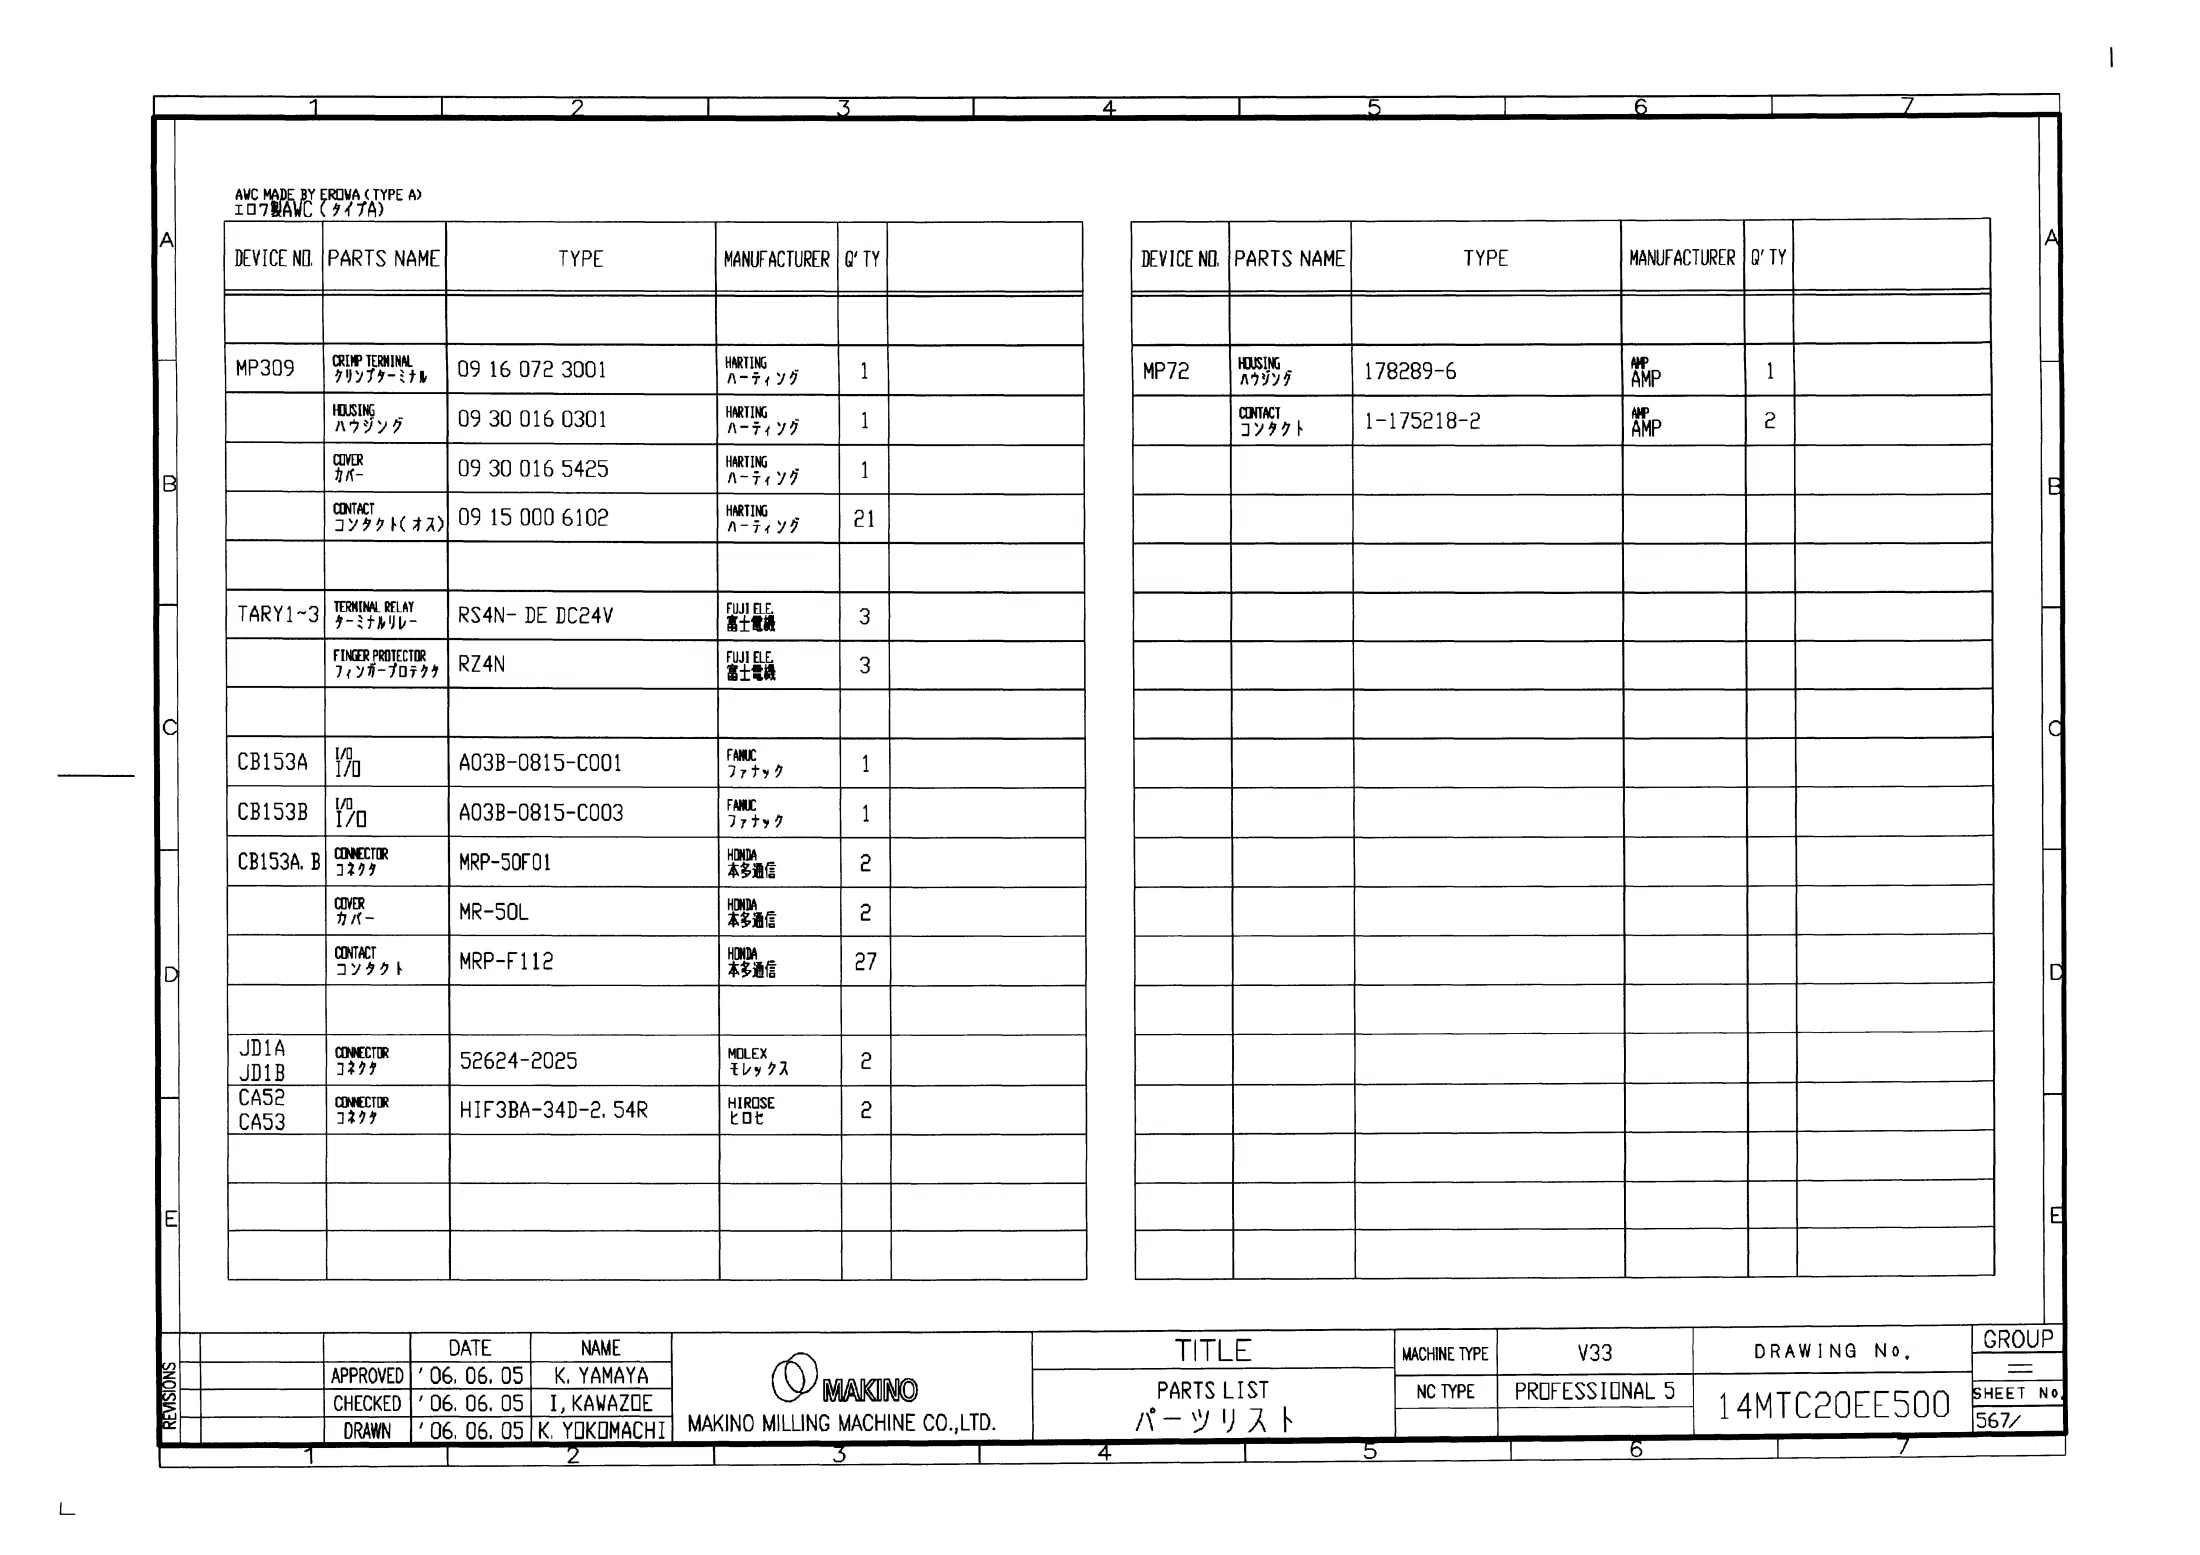 1 2 3 4 5 6 7
AWC MADE BY EROWA (TYPE A)
エロワ製AWC (タイプA)
DEVICE NO. PARTS NAME TYPE MANUFACTURER Q'TY
MP309 CRIMP TERMINAL
クリンプターミナル 09 16 072 3001 HARTING
ハーティング 1
HOUSING
ハウジング 09 30 016 0301 HARTING
ハーティング 1
COVER
カバー 09 30 016 5425 HARTING
ハーティング 1
CONTACT
コンタクト(オス) 09 15 000 6102 HARTING
ハーティング 21
TARY1~3 TERMINAL RELAY
ターミナルリレー RS4N- DE DC24V FUJI ELE.
富士電機 3
FINGER PROTECTOR
フィンガープロテクタ RZ4N FUJI ELE.
富士電機 3
CB153A I/O
I/O A03B-0815-C001 FANUC
ファナック 1
CB153B I/O
I/O A03B-0815-C003 FANUC
ファナック 1
CB153A.B CONNECTOR
コネクタ MRP-50F01 HONDA
本多通信 2
COVER
カバー MR-50L HONDA
本多通信 2
CONTACT
コンタクト MRP-F112 HONDA
本多通信 27
JD1A
JD1B CONNECTOR
コネクタ 52624-2025 MOLEX
モレックス 2
CA52
CA53 CONNECTOR
コネクタ HIF3BA-34D-2.54R HIROSE
ヒロセ 2
DEVICE NO. PARTS NAME TYPE MANUFACTURER Q'TY
MP72 HOUSING
ハウジング 178289-6 AMP
AMP 1
CONTACT
コンタクト 1-175218-2 AMP
AMP 2
A A
B B
C C
D D
E E
REVISIONS
DATE NAME
APPROVED '06.06.05 K. YAMAYA
CHECKED '06.06.05 I, KAWAZOE
DRAWN '06.06.05 K. YOKOMACHI
MAKINO
MAKINO MILLING MACHINE CO.,LTD.
TITLE
PARTS LIST
パーツリスト
MACHINE TYPE V33
NC TYPE PROFESSIONAL 5
DRAWING No.
14MTC20EE500
GROUP
=
SHEET No.
567/
1 2 3 4 5 6 7